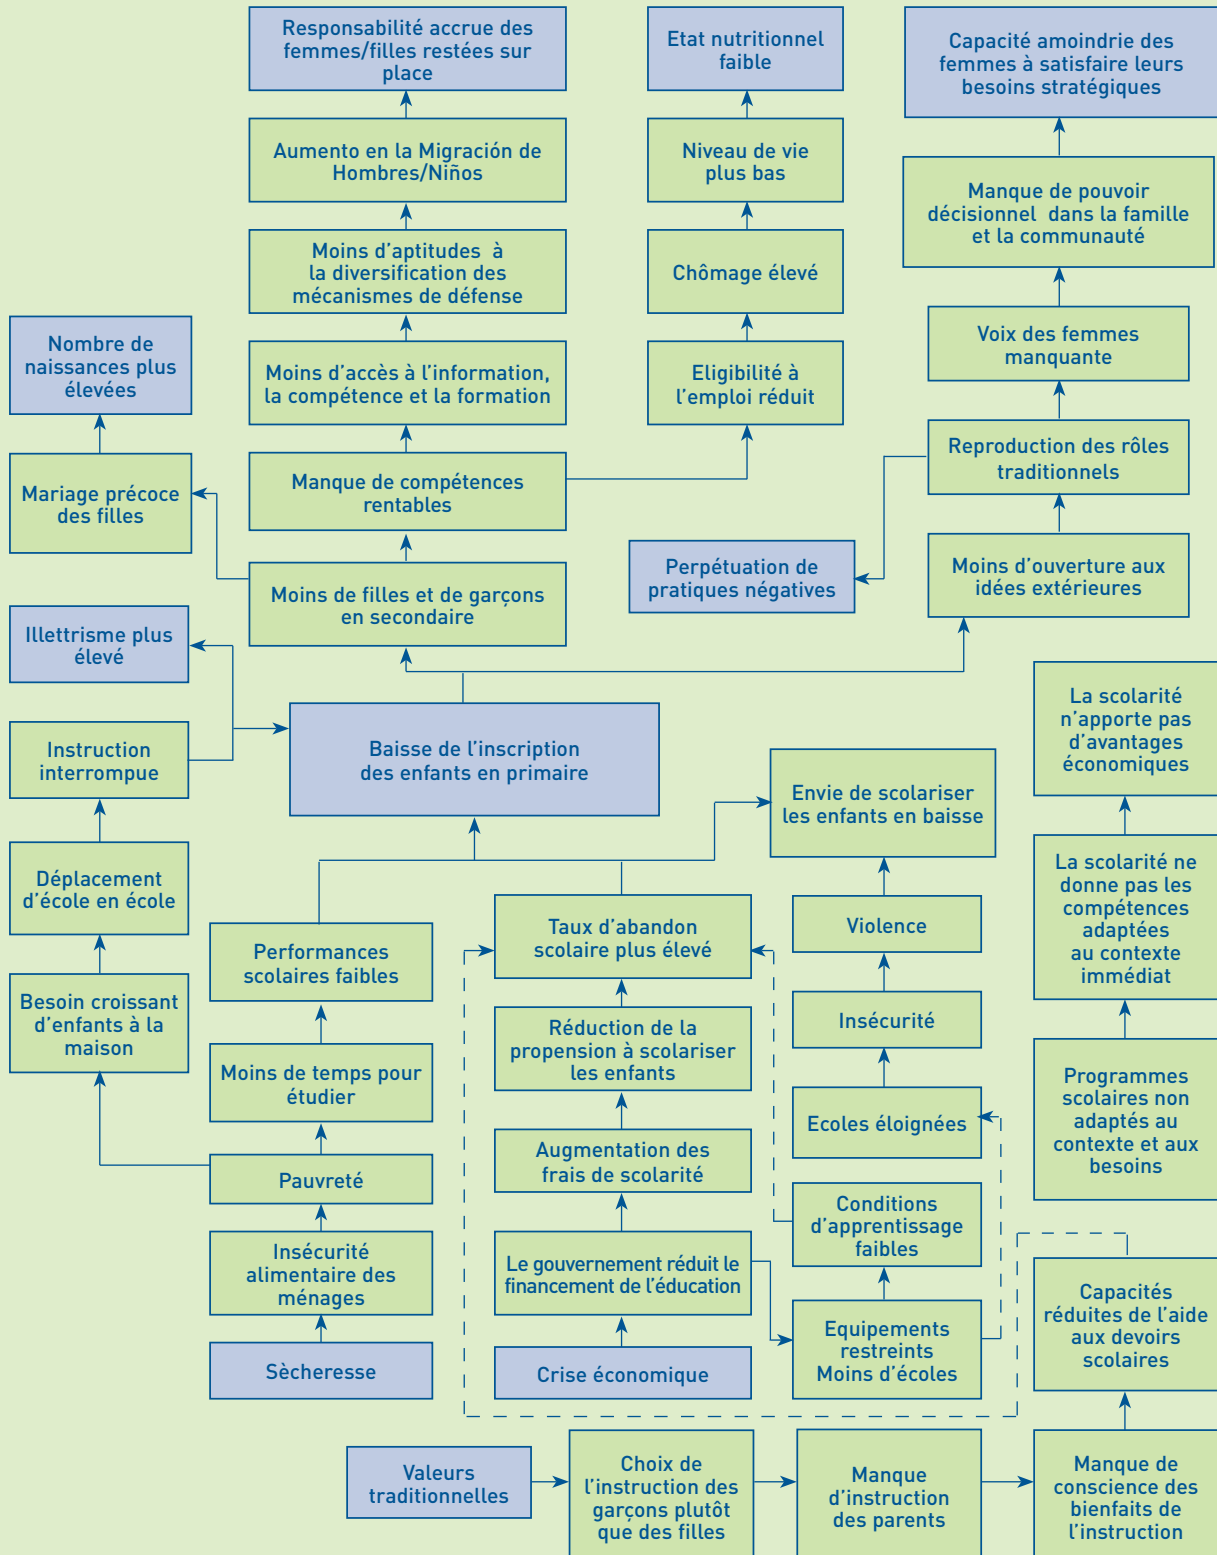 Responsabilité accrue des
femmes/filles restées sur
place
Etat nutritionnel
faible
Capacité amoindrie des
femmes à satisfaire leurs
besoins stratégiques
Aumento en la Migración de
Hombres/Niños
Niveau de vie
plus bas
Manque de pouvoir
décisionnel dans la famille
et la communauté
Moins d'aptitudes à
la diversification des
mécanismes de défense
Chômage élevé
Nombre de
naissances plus
élevées
Moins d'accès à l'information,
la compétence et la formation
Eligibilité à
l'emploi réduit
Voix des femmes
manquante
Mariage précoce
des filles
Manque de compétences
rentables
Reproduction des rôles
traditionnels
Moins de filles et de garçons
en secondaire
Perpétuation de
pratiques négatives
Moins d'ouverture aux
idées extérieures
Illettrisme plus
élevé
Instruction
interrompue
Baisse de l'inscription
des enfants en primaire
La scolarité
n'apporte pas
d'avantages
économiques
Envie de scolariser
les enfants en baisse
Déplacement
d'école en école
Performances
scolaires faibles
Taux d'abandon
scolaire plus élevé
Violence
La scolarité ne
donne pas les
compétences
adaptées
au contexte
immédiat
Besoin croissant
d'enfants à la
maison
Moins de temps pour
étudier
Réduction de la
propension à scolariser
les enfants
Insécurité
Programmes
scolaires non
adaptés au
contexte et aux
besoins
Pauvreté
Augmentation des
frais de scolarité
Ecoles éloignées
Insécurité
alimentaire des
ménages
Le gouvernement réduit le
financement de l'éducation
Conditions
d'apprentissage
faibles
Sècheresse
Crise économique
Equipements
restreints
Moins d'écoles
Capacités
réduites de l'aide
aux devoirs
scolaires
Valeurs
traditionnelles
Choix de
l'instruction des
garçons plutôt
que des filles
Manque
d'instruction
des parents
Manque de
conscience des
bienfaits de
l'instruction